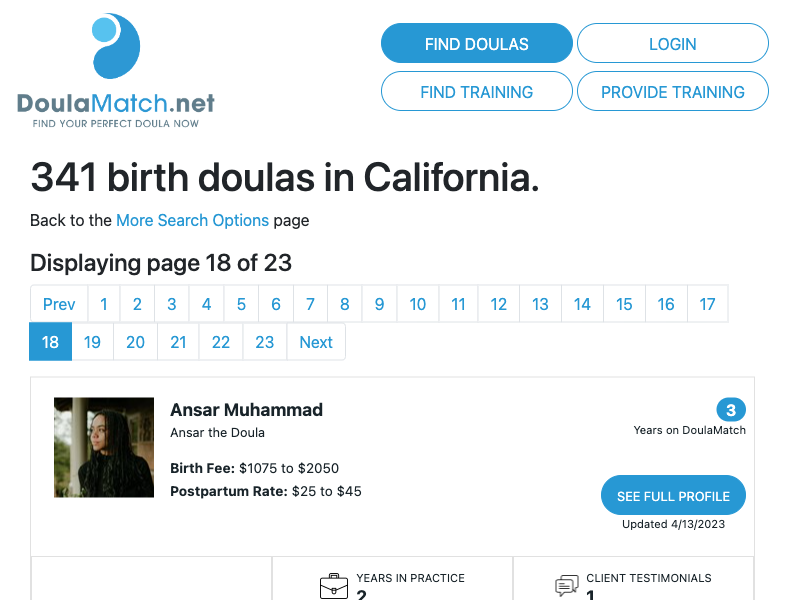 DoulaMatch.net
FIND YOUR PERFECT DOULA NOW
FIND DOULAS
LOGIN
FIND TRAINING
PROVIDE TRAINING
341 birth doulas in California.
Back to the More Search Options page
Displaying page 18 of 23
Prev 1 2 3 4 5 6 7 8 9 10 11 12 13 14 15 16 17
18 19 20 21 22 23 Next
Ansar Muhammad
Ansar the Doula
Birth Fee: $1075 to $2050
Postpartum Rate: $25 to $45
3
Years on DoulaMatch
SEE FULL PROFILE
Updated 4/13/2023
YEARS IN PRACTICE
2
CLIENT TESTIMONIALS
1